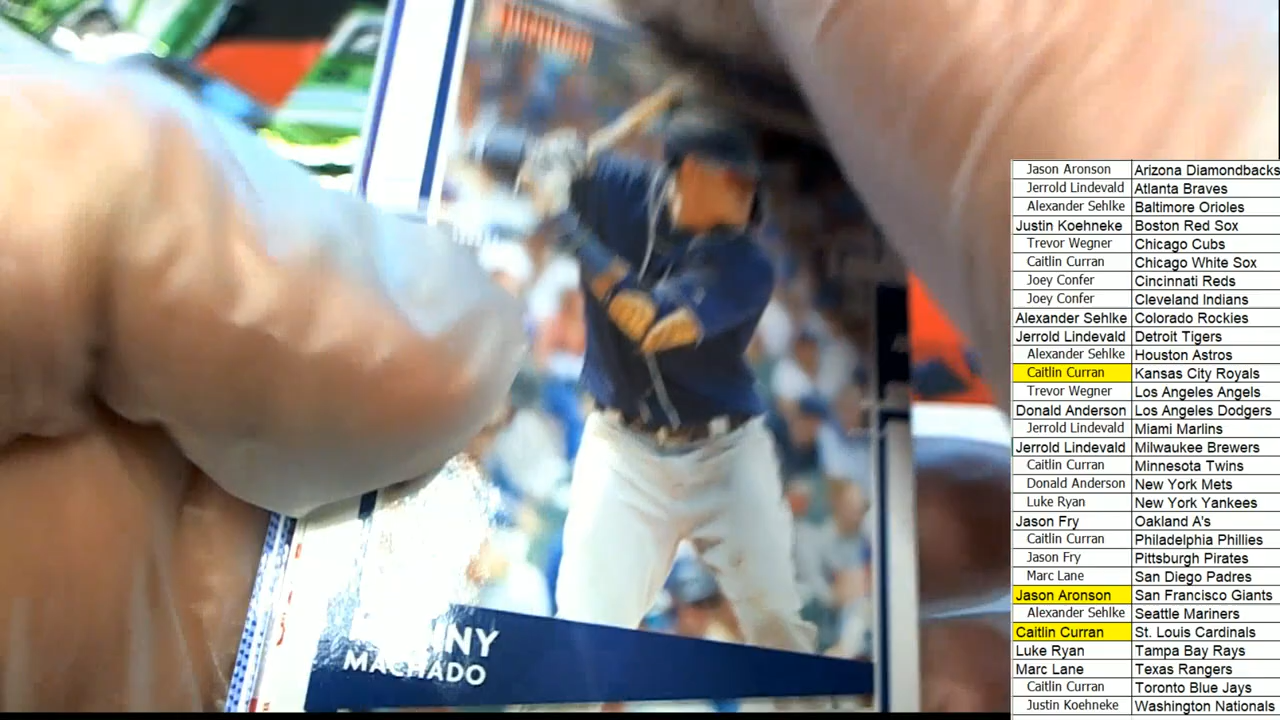 MACHADO
Jason Aronson Arizona Diamondbacks
Jerrold Lindevald Atlanta Braves
Alexander Sehlke Baltimore Orioles
Justin Koehneke Boston Red Sox
Trevor Wegner Chicago Cubs
Caitlin Curran Chicago White Sox
Joey Confer Cincinnati Reds
Joey Confer Cleveland Indians
Alexander Sehlke Colorado Rockies
Jerrold Lindevald Detroit Tigers
Alexander Sehlke Houston Astros
Caitlin Curran Kansas City Royals
Trevor Wegner Los Angeles Angels
Donald Anderson Los Angeles Dodgers
Jerrold Lindevald Miami Marlins
Jerrold Lindevald Milwaukee Brewers
Caitlin Curran Minnesota Twins
Donald Anderson New York Mets
Luke Ryan New York Yankees
Jason Fry Oakland A's
Caitlin Curran Philadelphia Phillies
Jason Fry Pittsburgh Pirates
Marc Lane San Diego Padres
Jason Aronson San Francisco Giants
Alexander Sehlke Seattle Mariners
Caitlin Curran St. Louis Cardinals
Luke Ryan Tampa Bay Rays
Marc Lane Texas Rangers
Caitlin Curran Toronto Blue Jays
Justin Koehneke Washington Nationals